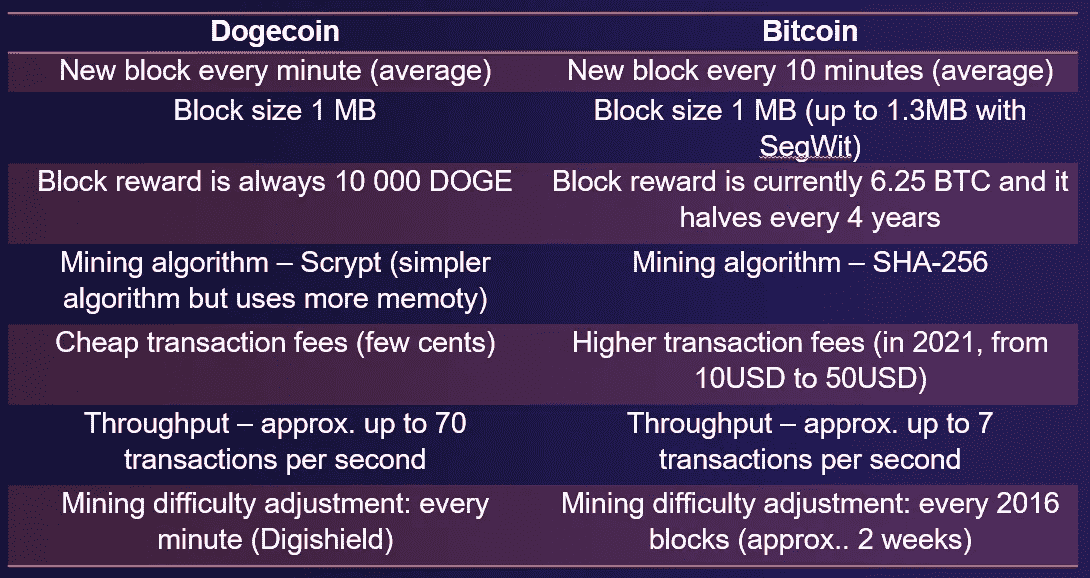 Dogecoin
Bitcoin
New block every minute (average)
New block every 10 minutes (average)
Block size 1 MB
Block size 1 MB (up to 1.3MB with
SegWit)
Block reward is always 10 000 DOGE
Block reward is currently 6.25 BTC and it
halves every 4 years
Mining algorithm – Scrypt (simpler
algorithm but uses more memoty)
Mining algorithm – SHA-256
Cheap transaction fees (few cents)
Higher transaction fees (in 2021, from
10USD to 50USD)
Throughput – approx. up to 70
transactions per second
Throughput – approx. up to 7
transactions per second
Mining difficulty adjustment: every
minute (Digishield)
Mining difficulty adjustment: every 2016
blocks (approx.. 2 weeks)